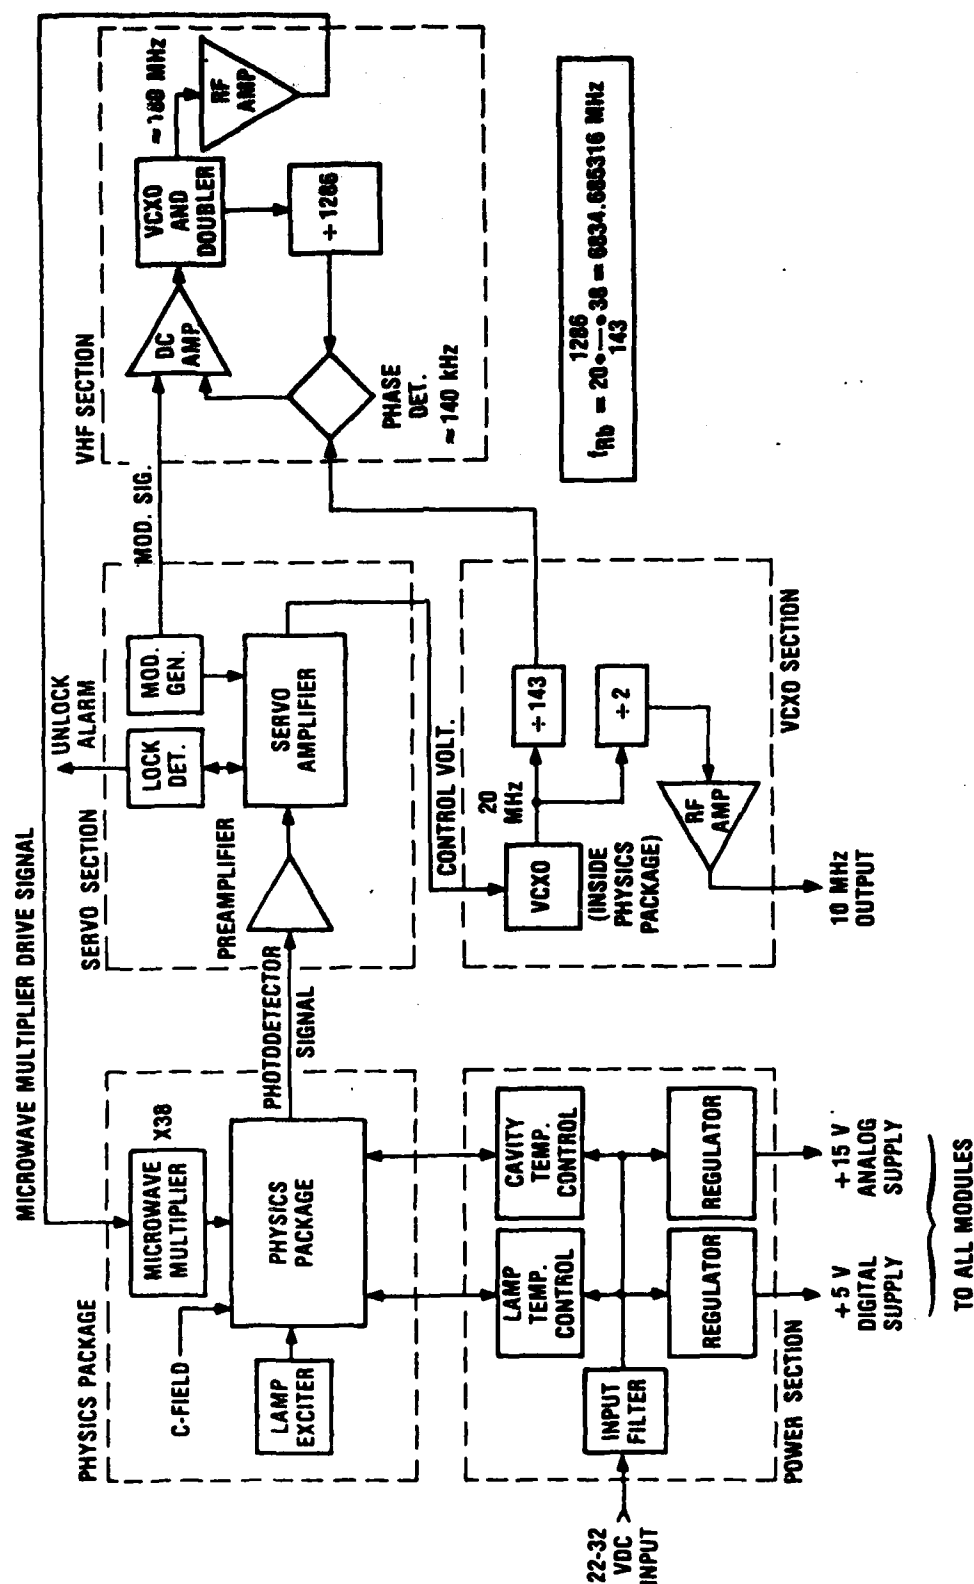 MICROWAVE MULTIPLIER DRIVE SIGNAL
PHYSICS PACKAGE
C-FIELD
MICROWAVE
MULTIPLIER
X38
LAMP
EXCITER
PHYSICS
PACKAGE
PHOTODETECTOR
SIGNAL
SERVO SECTION
UNLOCK
ALARM
LOCK
DET.
MOD.
GEN.
PREAMPLIFIER
SERVO
AMPLIFIER
MOD. SIG.
CONTROL VOLT.
VHF SECTION
DC
AMP
VCXO
AND
DOUBLER
≈180 MHz
RF
AMP
÷1286
PHASE
DET.
≈140 kHz
22-32
VDC
INPUT
INPUT
FILTER
LAMP
TEMP.
CONTROL
CAVITY
TEMP.
CONTROL
REGULATOR
REGULATOR
POWER SECTION
+5 V
DIGITAL
SUPPLY
+15 V
ANALOG
SUPPLY
TO ALL MODULES
VCXO
(INSIDE
PHYSICS
PACKAGE)
20
MHz
÷143
÷2
RF
AMP
VCXO SECTION
10 MHz
OUTPUT
1286
fRb = 20•—•38 = 6834.685316 MHz
143